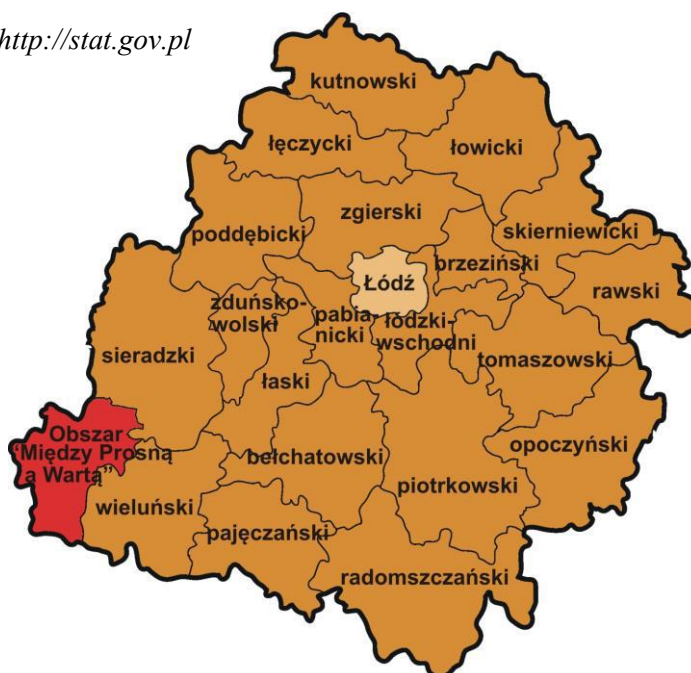 http://stat.gov.pl
kutnowski
łęczycki
łowicki
zgierski
poddębicki
skierniewicki
brzeziński
Łódź
rawski
zduńsko-
wolski
pabia-
nicki
łódzki-
wschodni
sieradzki
tomaszowski
łaski
Obszar
"Między Prosną
a Wartą”
opoczyński
bełchatowski
piotrkowski
wieluński
pajęczański
radomszczański